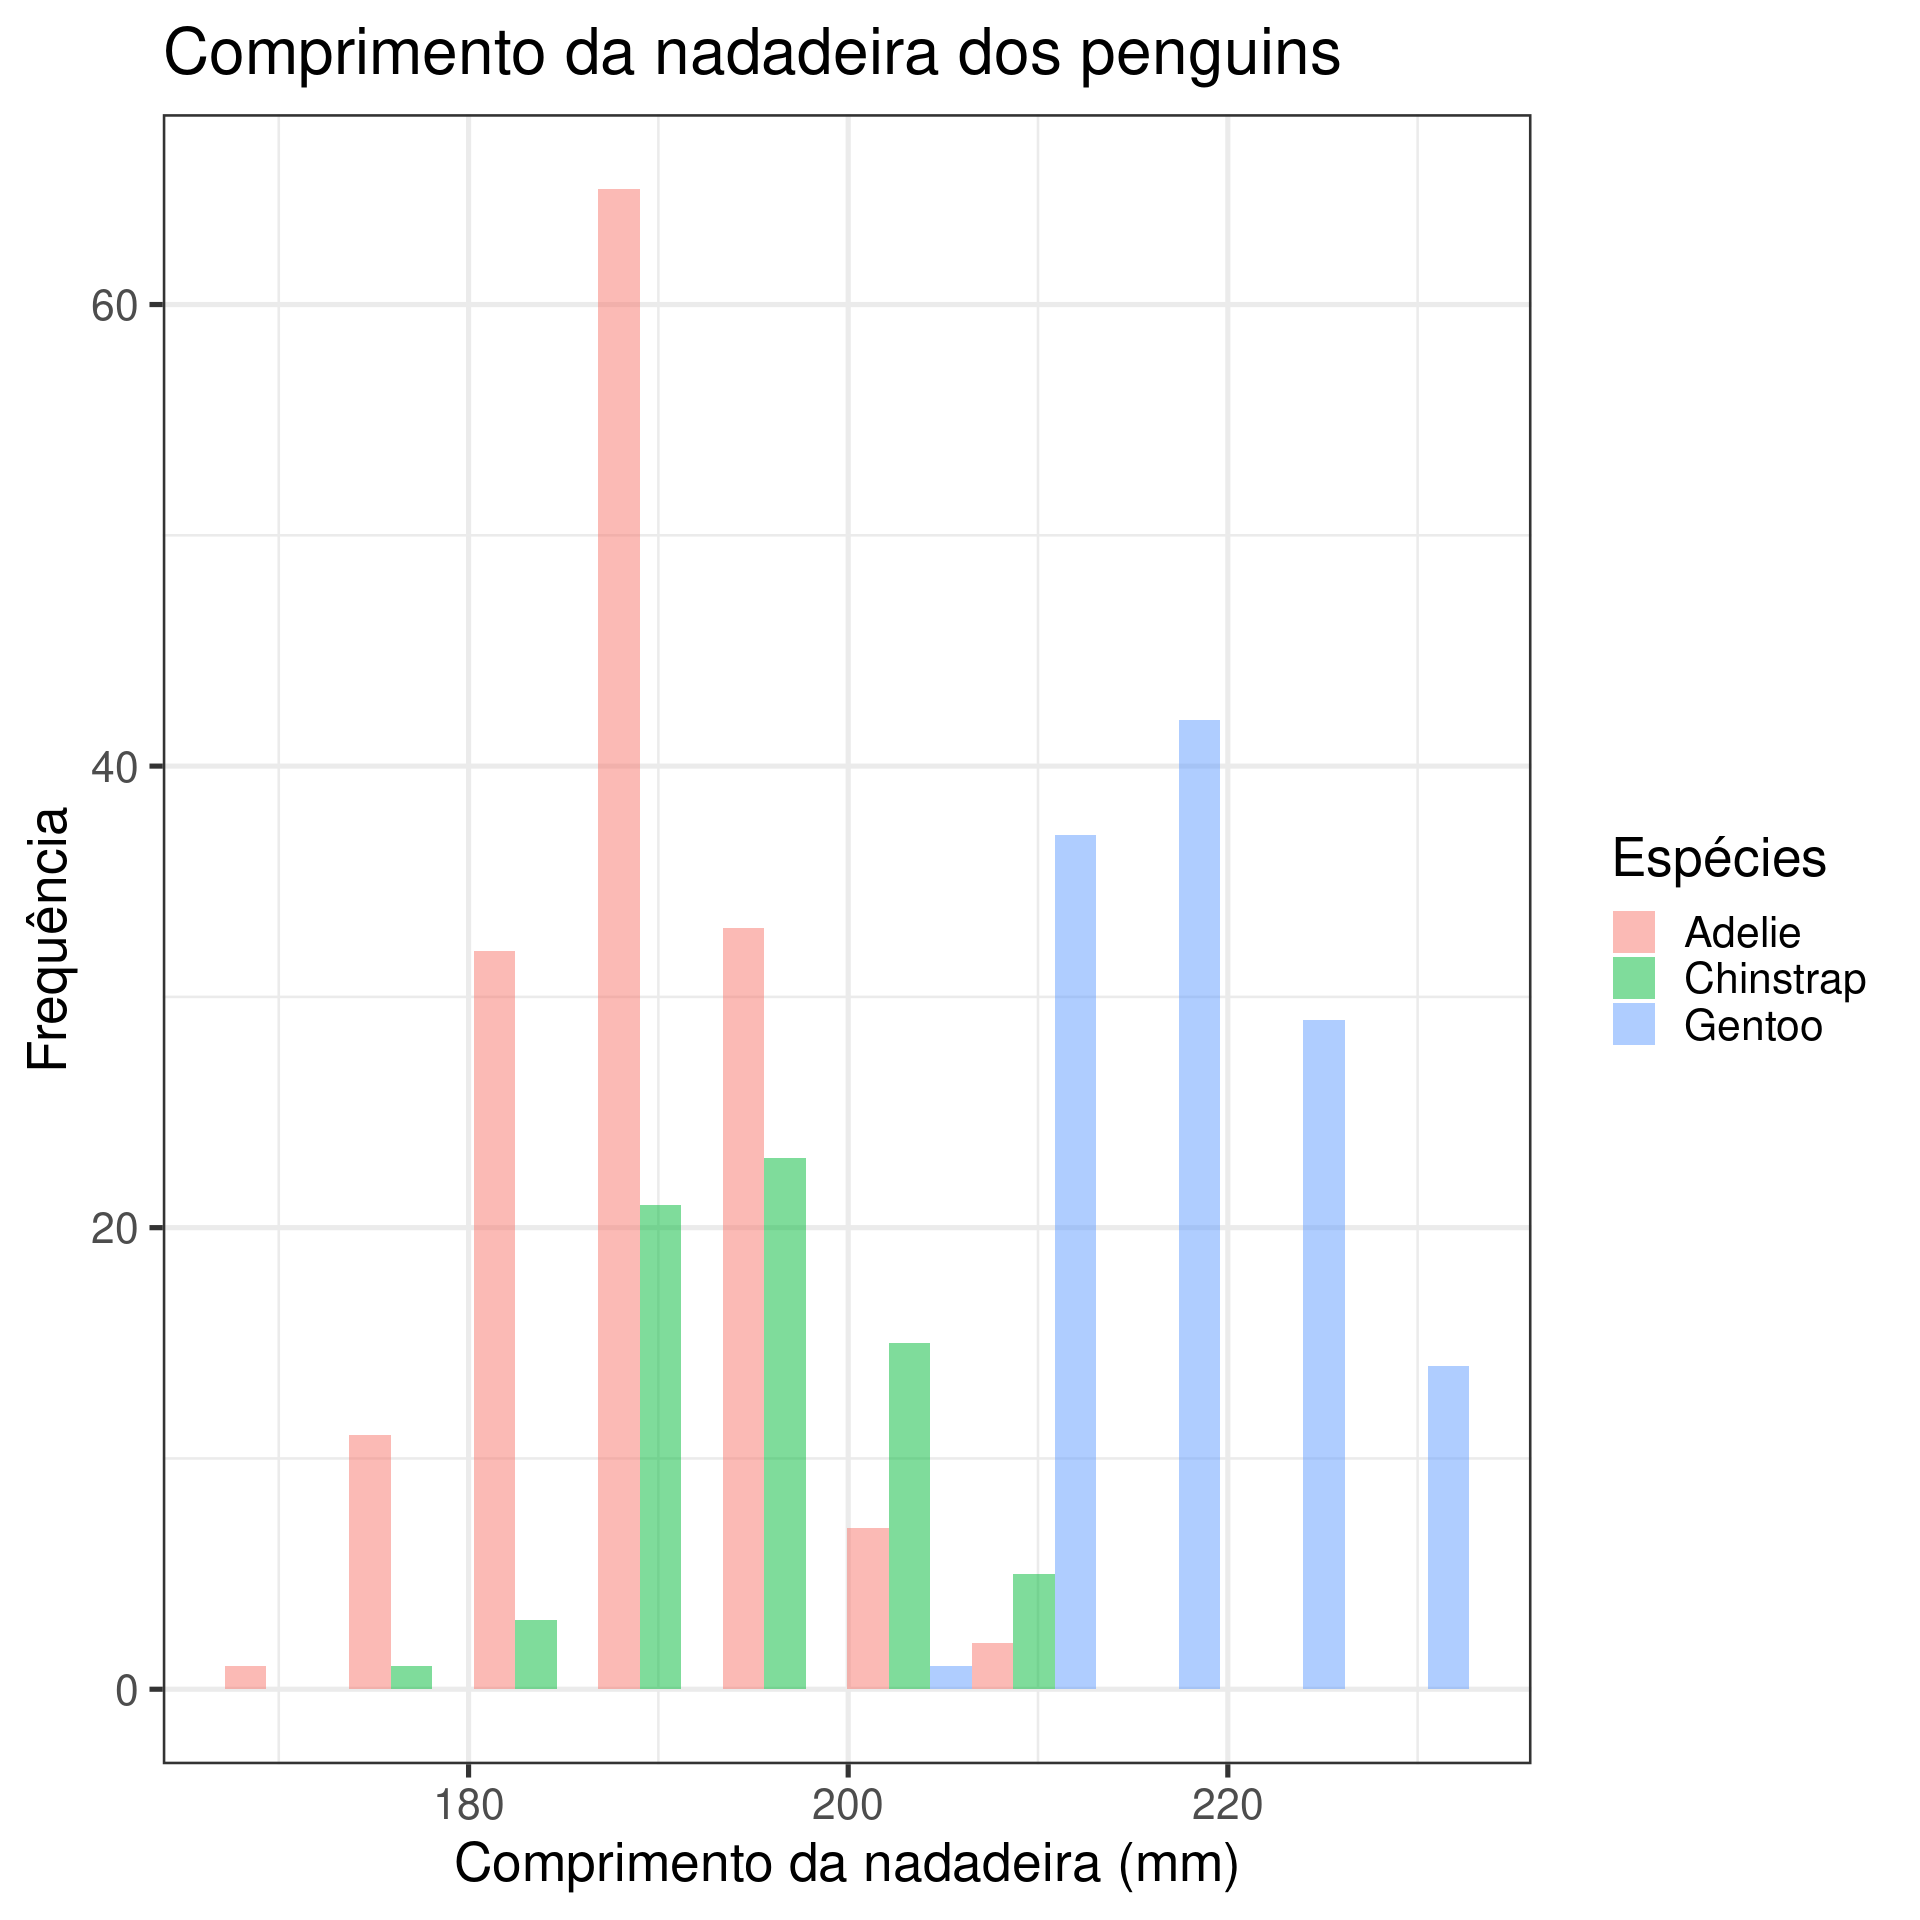 Comprimento da nadadeira dos penguins
60
40
20
0
Frequência
180 200 220
Comprimento da nadadeira (mm)
Espécies
Adelie
Chinstrap
Gentoo